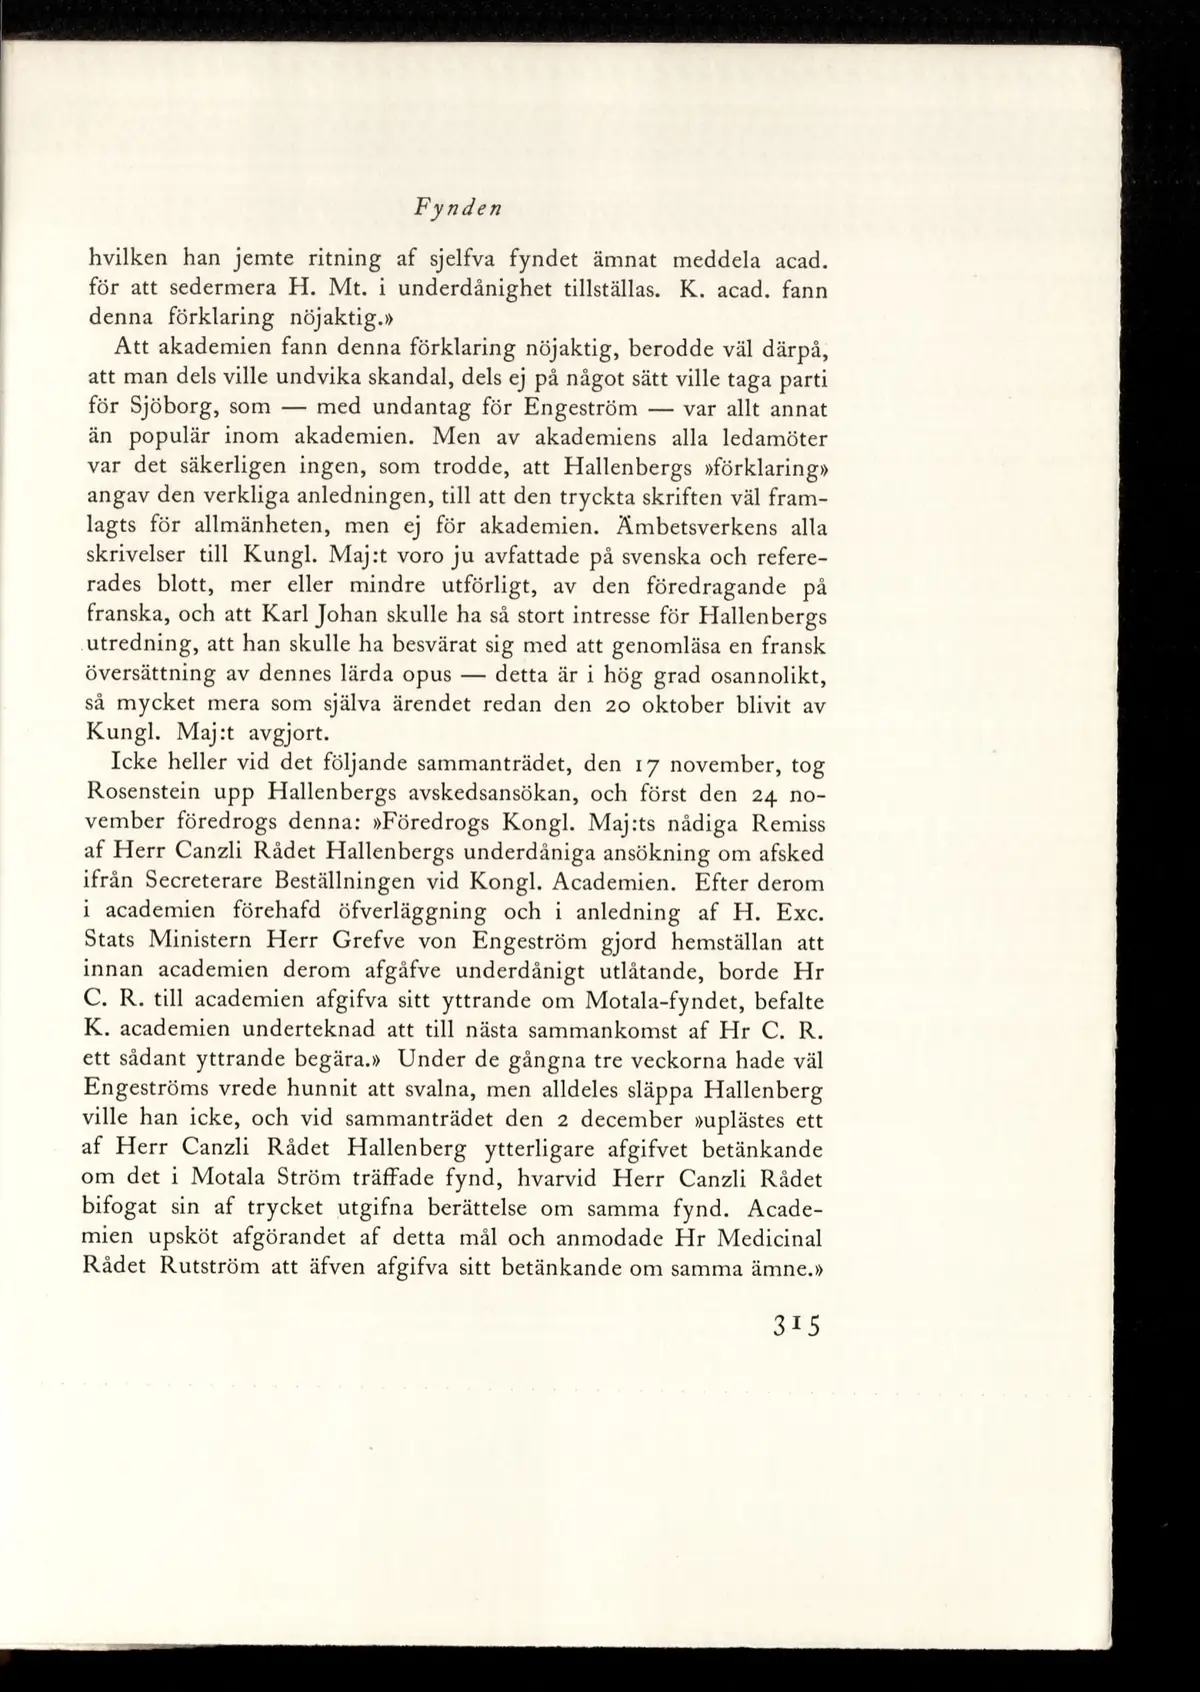 Fynden
hvilken han jemte ritning af sjelfva fyndet ämnat meddela acad.
för att sedermera H. Mt. i underdånighet tillställas. K. acad. fann
denna förklaring nöjaktig.»
Att akademien fann denna förklaring nöjaktig, berodde väl därpå,
att man dels ville undvika skandal, dels ej på något sätt ville taga parti
för Sjöborg, som — med undantag för Engeström — var allt annat
än populär inom akademien. Men av akademiens alla ledamöter
var det säkerligen ingen, som trodde, att Hallenbergs »förklaring»
angav den verkliga anledningen, till att den tryckta skriften väl fram-
lagts för allmänheten, men ej för akademien. Ämbetsverkens alla
skrivelser till Kungl. Maj:t voro ju avfattade på svenska och refere-
rades blott, mer eller mindre utförligt, av den föredragande på
franska, och att Karl Johan skulle ha så stort intresse för Hallenbergs
utredning, att han skulle ha besvärat sig med att genomläsa en fransk
översättning av dennes lärda opus — detta är i hög grad osannolikt,
så mycket mera som själva ärendet redan den 20 oktober blivit av
Kungl. Maj:t avgjort.
Icke heller vid det följande sammanträdet, den 17 november, tog
Rosenstein upp Hallenbergs avskedsansökan, och först den 24 no-
vember föredrogs denna: »Föredrogs Kongl. Maj:ts nådiga Remiss
af Herr Canzli Rådet Hallenbergs underdåniga ansökning om afsked
ifrån Secreterare Beställningen vid Kongl. Academien. Efter derom
i academien förehafd öfverläggning och i anledning af H. Exc.
Stats Ministern Herr Grefve von Engeström gjord hemställan att
innan academien derom afgåfve underdånigt utlåtande, borde Hr
C. R. till academien afgifva sitt yttrande om Motala-fyndet, befalte
K. academien underteknad att till nästa sammankomst af Hr C. R.
ett sådant yttrande begära.» Under de gångna tre veckorna hade väl
Engeströms vrede hunnit att svalna, men alldeles släppa Hallenberg
ville han icke, och vid sammanträdet den 2 december »uplästes ett
af Herr Canzli Rådet Hallenberg ytterligare afgifvet betänkande
om det i Motala Ström träffade fynd, hvarvid Herr Canzli Rådet
bifogat sin af trycket utgifna berättelse om samma fynd. Acade-
mien upsköt afgörandet af detta mål och anmodade Hr Medicinal
Rådet Rutström att äfven afgifva sitt betänkande om samma ämne.»
315